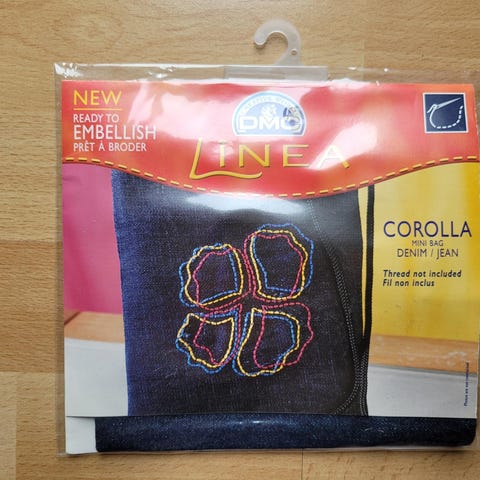 NEW
READY TO
EMBELLISH
PRÊT À BRODER
DMC
LINEA
COROLLA
MINI BAG
DENIM / JEAN
Thread not included
Fil non inclus